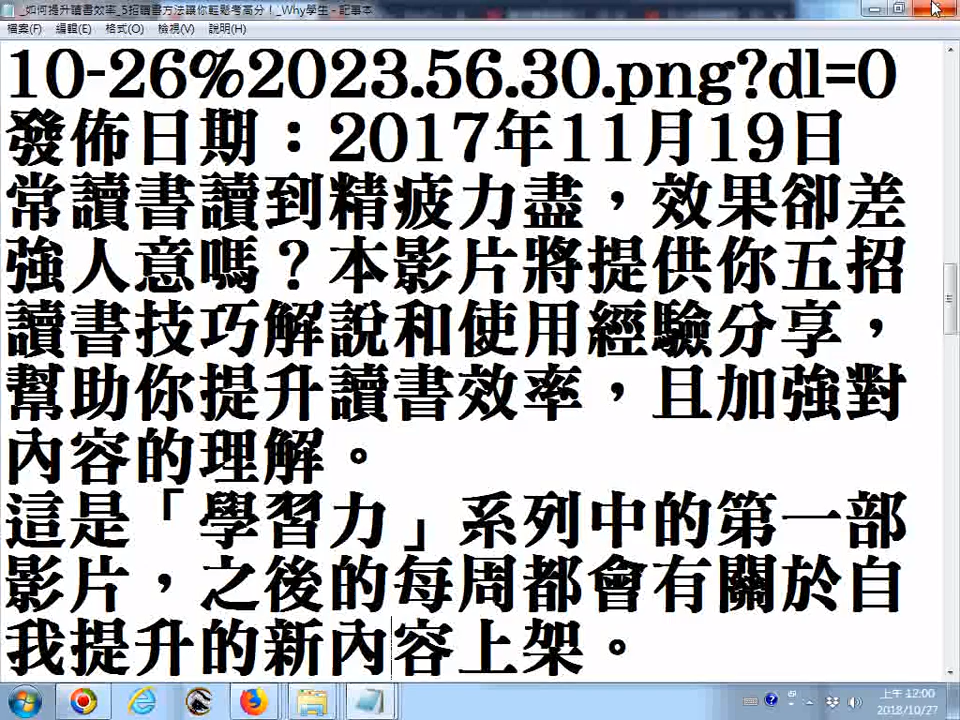 _如何提升讀書效率_5招讀書方法讓你輕鬆考高分！_Why學生 - 記事本
檔案(F) 編輯(E) 格式(O) 檢視(V) 說明(H)
10-26%2023.56.30.png?dl=0
發佈日期：2017年11月19日
常讀書讀到精疲力盡，效果卻差
強人意嗎？本影片將提供你五招
讀書技巧解說和使用經驗分享，
幫助你提升讀書效率，且加強對
內容的理解。
這是「學習力」系列中的第一部
影片，之後的每周都會有關於自
我提升的新內容上架。
上午 12:00
2018/10/27